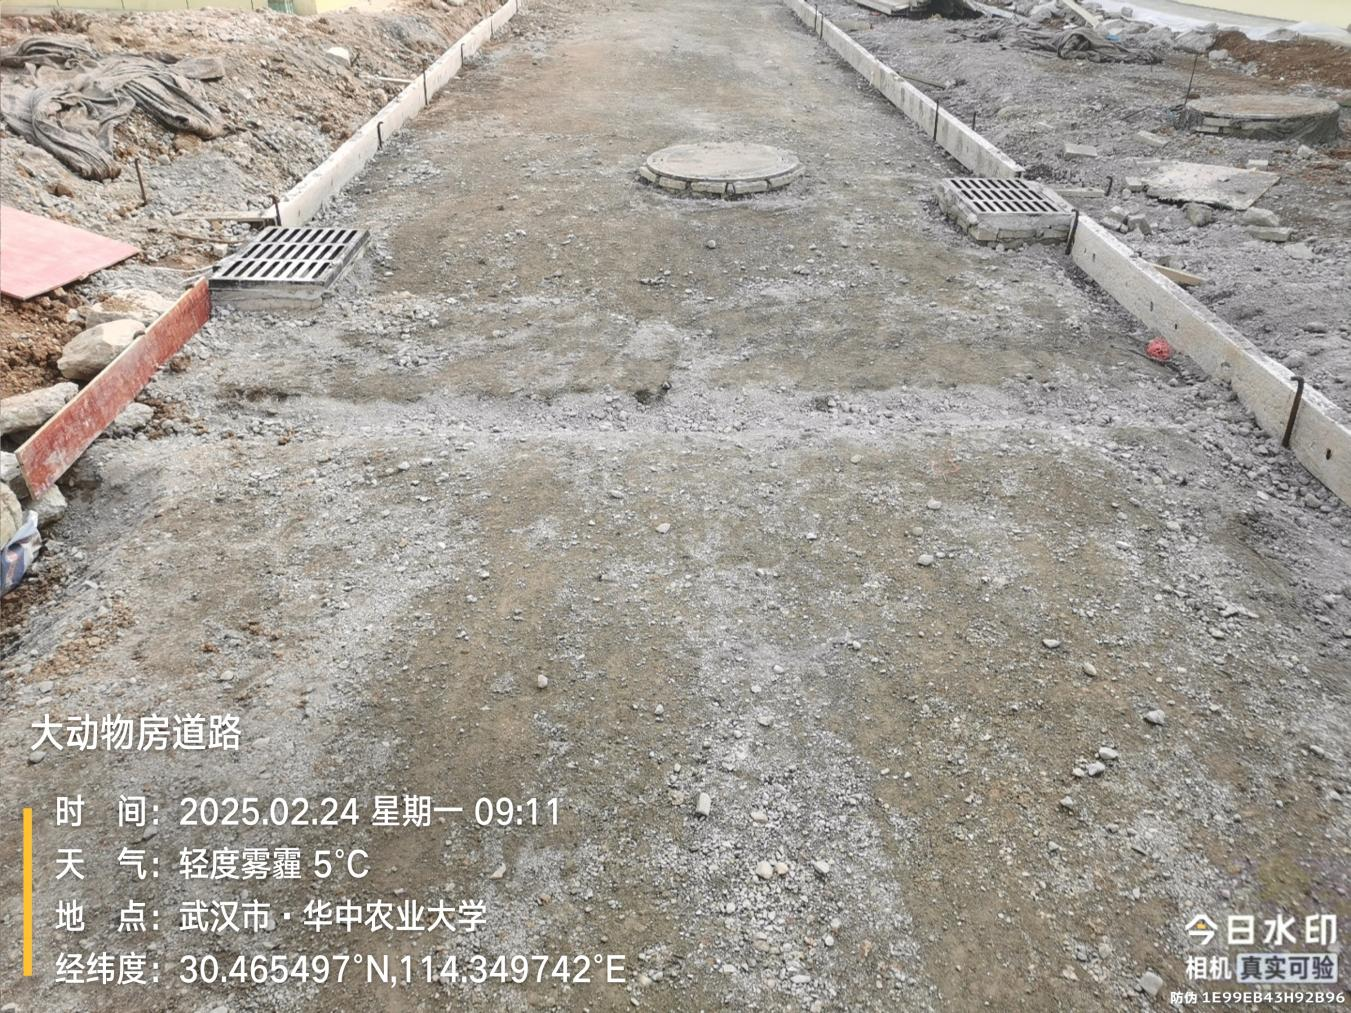 大动物房道路
时 间：2025.02.24 星期一 09:11
天 气：轻度雾霾 5°C
地 点：武汉市·华中农业大学
经纬度：30.465497°N,114.349742°E
今日水印
相机 真实可验
防伪 1E99EB43H92B96